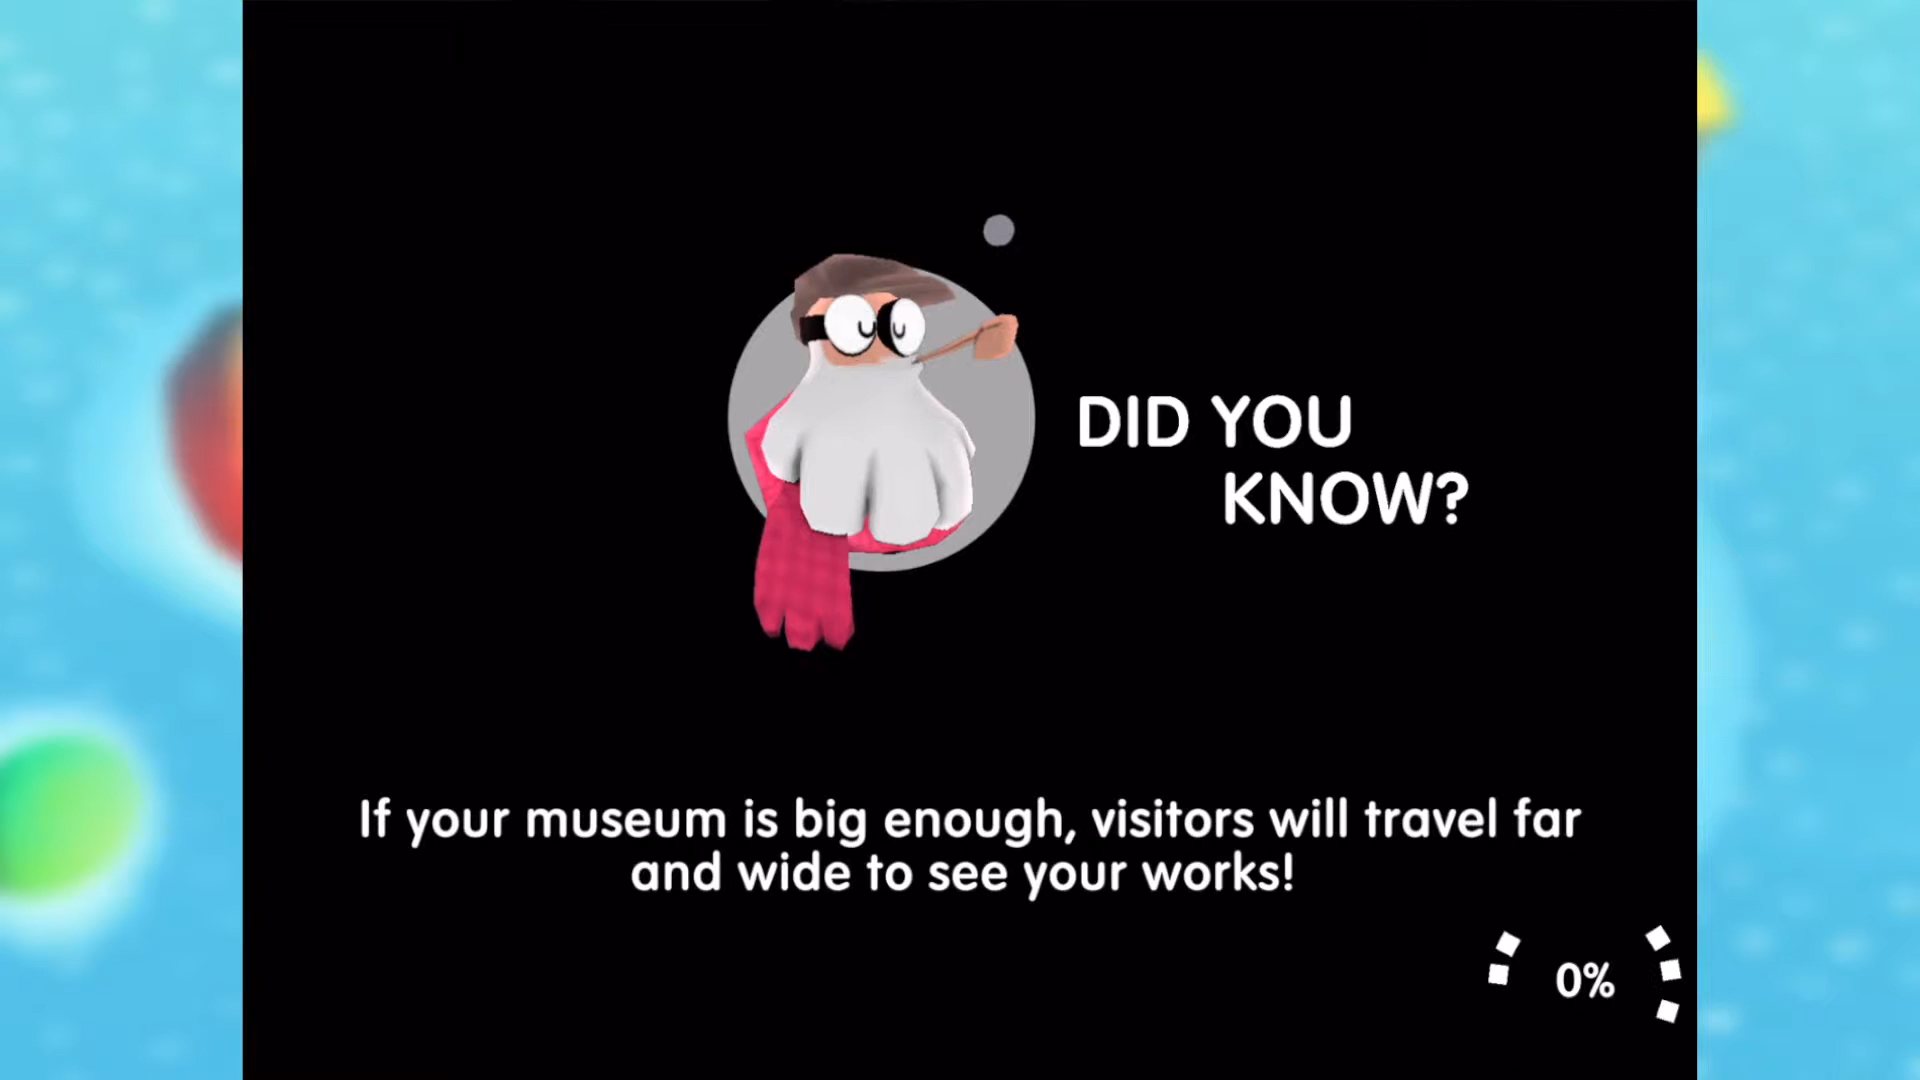 DID YOU
KNOW?
If your museum is big enough, visitors will travel far
and wide to see your works!
0%